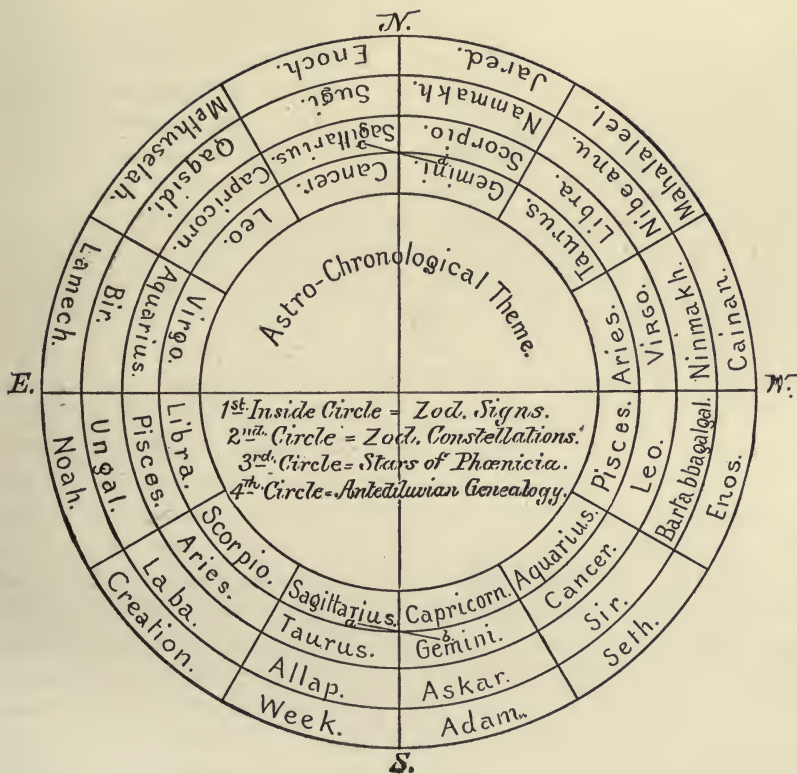 N.
Enoch.
Jared.
Mahalaleel.
Cainan.
Enos.
Seth.
Adam.
Week.
Creation.
Noah.
Lamech.
Methuselah.
Sugi.
Nammakh
Nibeanu.
Ninmakh.
Bartabbagalgal.
Sir.
Askar.
Allap.
Laba.
Ungal.
Bir.
Qaqsidi.
Sagittarius.
Scorpio.
Libra.
Virgo.
Leo.
Cancer.
Gemini.
Taurus.
Aries.
Pisces.
Aquarius.
Capricorn.
Cancer.
Gemini.
Taurus.
Aries.
Pisces.
Aquarius.
Capricorn.
Sagittarius.
Scorpio.
Libra.
Virgo.
Leo.
a
b
Astro-Chronological Theme.
1st Inside Circle = Zod. Signs.
2nd Circle = Zod. Constellations.
3rd Circle = Stars of Phœnicia.
4th Circle = Antediluvian Genealogy.
E.
W.
S.